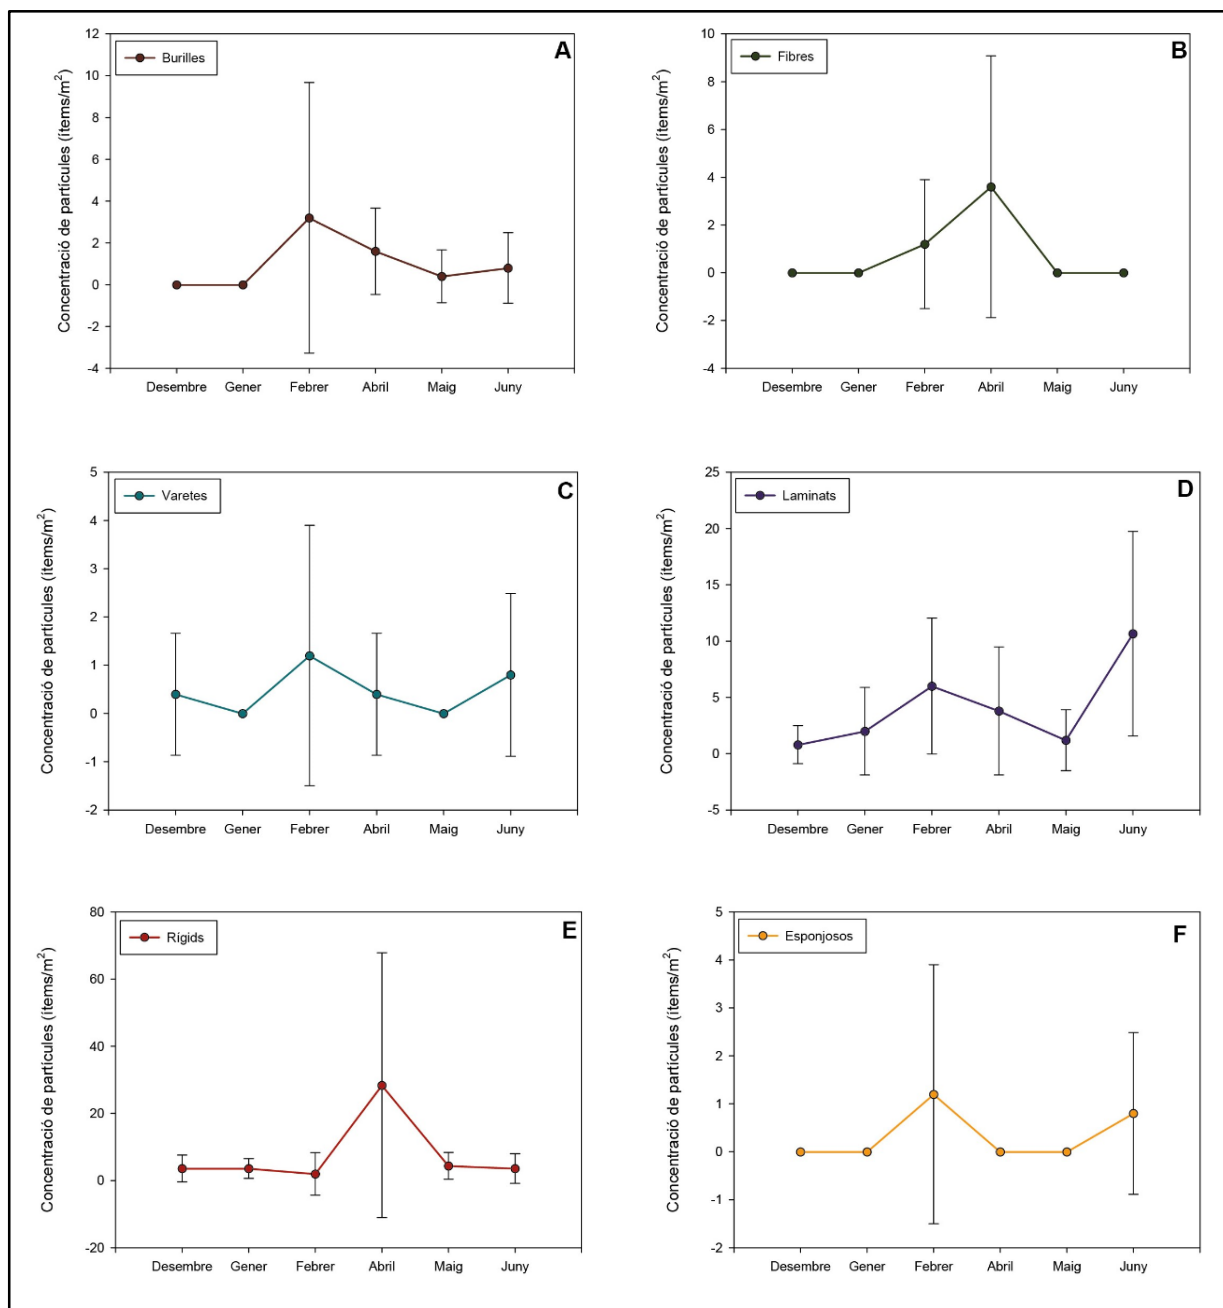 A
Burilles
Concentració de partícules (ítems/m²)
12
10
8
6
4
2
0
-2
-4
Desembre Gener Febrer Abril Maig Juny
B
Fibres
Concentració de partícules (ítems/m²)
10
8
6
4
2
0
-2
-4
Desembre Gener Febrer Abril Maig Juny
C
Varetes
Concentració de partícules (ítems/m²)
5
4
3
2
1
0
-1
-2
Desembre Gener Febrer Abril Maig Juny
D
Laminats
Concentració de partícules (ítems/m²)
25
20
15
10
5
0
-5
Desembre Gener Febrer Abril Maig Juny
E
Rígids
Concentració de partícules (ítems/m²)
80
60
40
20
0
-20
Desembre Gener Febrer Abril Maig Juny
F
Esponjosos
Concentració de partícules (ítems/m²)
5
4
3
2
1
0
-1
-2
Desembre Gener Febrer Abril Maig Juny